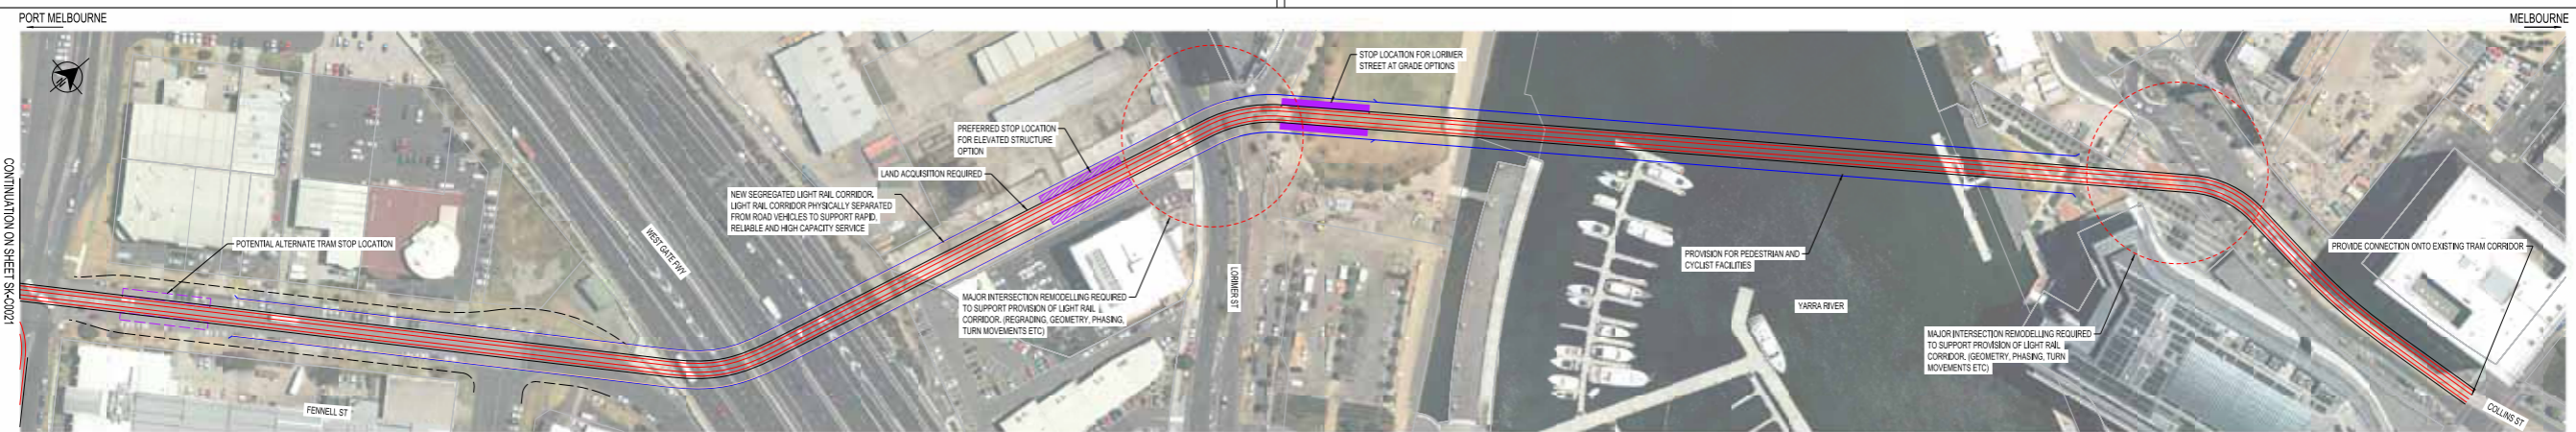 PORT MELBOURNE
MELBOURNE
CONTINUATION ON SHEET SK-C0021
POTENTIAL ALTERNATE TRAM STOP LOCATION
FENNELL ST
WEST GATE FWY
NEW SEGREGATED LIGHT RAIL CORRIDOR.
LIGHT RAIL CORRIDOR PHYSICALLY SEPARATED
FROM ROAD VEHICLES TO SUPPORT RAPID,
RELIABLE AND HIGH CAPACITY SERVICE
LAND ACQUISITION REQUIRED
PREFERRED STOP LOCATION
FOR ELEVATED STRUCTURE
OPTION
MAJOR INTERSECTION REMODELLING REQUIRED
TO SUPPORT PROVISION OF LIGHT RAIL
CORRIDOR. (REGRADING, GEOMETRY, PHASING,
TURN MOVEMENTS ETC)
LORIMER ST
STOP LOCATION FOR LORIMER
STREET AT GRADE OPTIONS
PROVISION FOR PEDESTRIAN AND
CYCLIST FACILITIES
YARRA RIVER
MAJOR INTERSECTION REMODELLING REQUIRED
TO SUPPORT PROVISION OF LIGHT RAIL
CORRIDOR. (GEOMETRY, PHASING, TURN
MOVEMENTS ETC)
PROVIDE CONNECTION ONTO EXISTING TRAM CORRIDOR
COLLINS ST